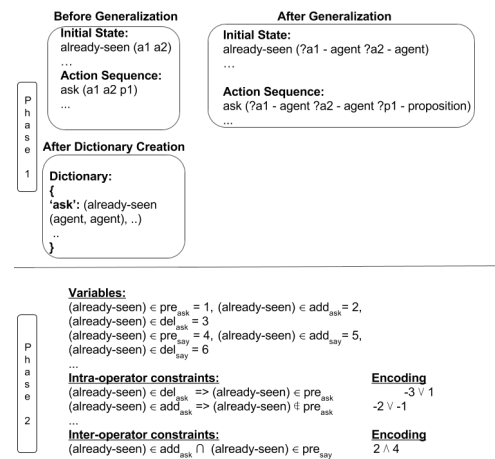 Before Generalization
Initial State:
already-seen (a1 a2)
...
Action Sequence:
ask (a1 a2 p1)
...
After Generalization
Initial State:
already-seen (?a1 - agent ?a2 - agent)
...
Action Sequence:
ask (?a1 - agent ?a2 - agent ?p1 - proposition)
...
Phase 1
After Dictionary Creation
Dictionary:
{
‘ask’: (already-seen
(agent, agent), ..)
..
}
Phase 2
Variables:
(already-seen) ∈ pre_ask = 1, (already-seen) ∈ add_ask = 2,
(already-seen) ∈ del_ask = 3
(already-seen) ∈ pre_say = 4, (already-seen) ∈ add_say = 5,
(already-seen) ∈ del_say = 6
...
Intra-operator constraints: Encoding
(already-seen) ∈ del_ask => (already-seen) ∈ pre_ask -3 ∨ 1
(already-seen) ∈ add_ask => (already-seen) ∉ pre_ask -2 ∨ -1
...
Inter-operator constraints: Encoding
(already-seen) ∈ add_ask ∩ (already-seen) ∈ pre_say 2 ∧ 4